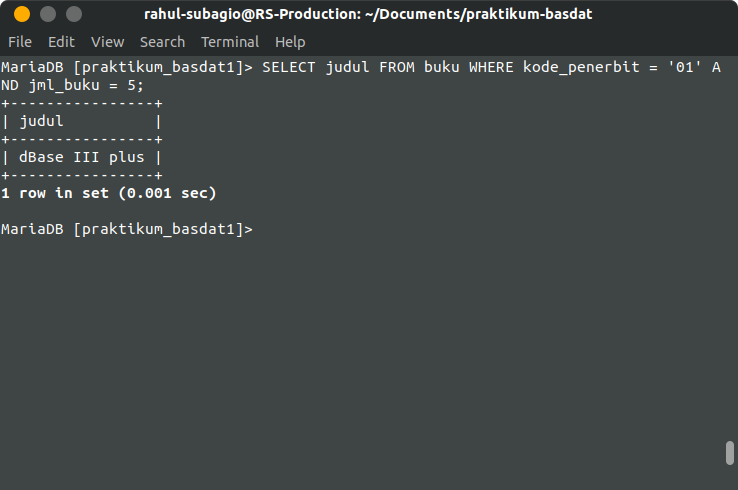 rahul-subagio@RS-Production: ~/Documents/praktikum-basdat
File Edit View Search Terminal Help
MariaDB [praktikum_basdat1]> SELECT judul FROM buku WHERE kode_penerbit = '01' A
ND jml_buku = 5;
+----------------+
| judul          |
+----------------+
| dBase III plus |
+----------------+
1 row in set (0.001 sec)
MariaDB [praktikum_basdat1]>